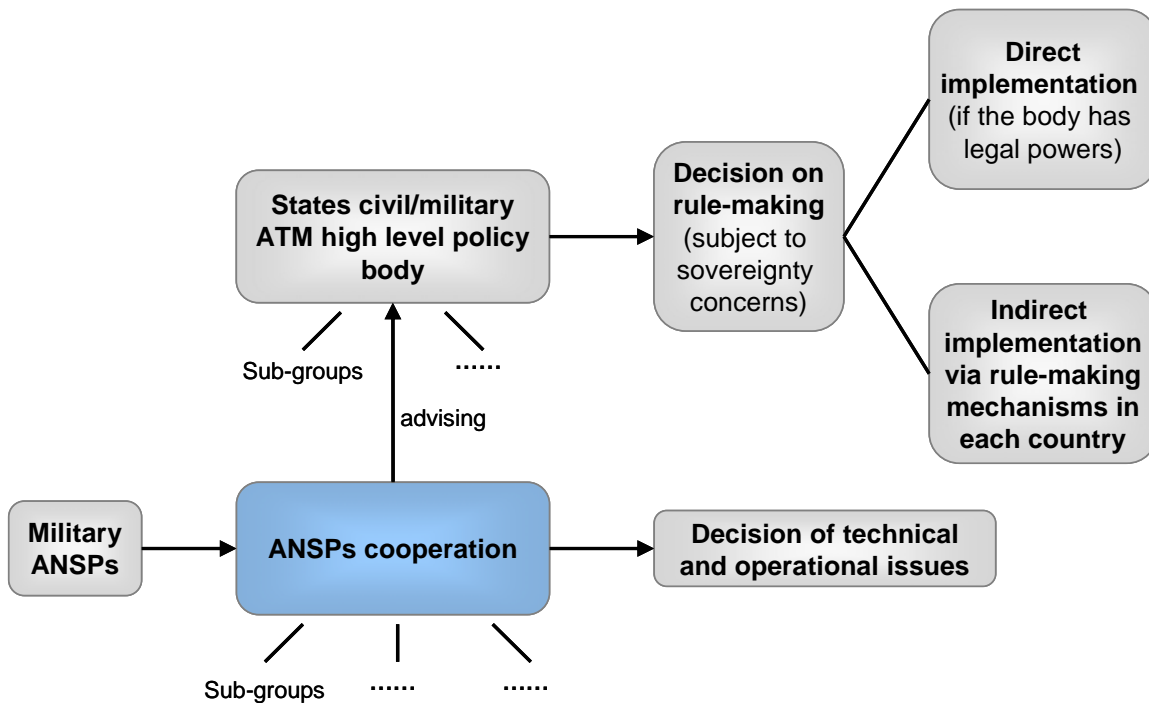 Direct
implementation
(if the body has
legal powers)
States civil/military
ATM high level policy
body
Decision on
rule-making
(subject to
sovereignty
concerns)
Indirect
implementation
via rule-making
mechanisms in
each country
Sub-groups
......
advising
Military
ANSPs
ANSPs cooperation
Decision of technical
and operational issues
Sub-groups
......
......